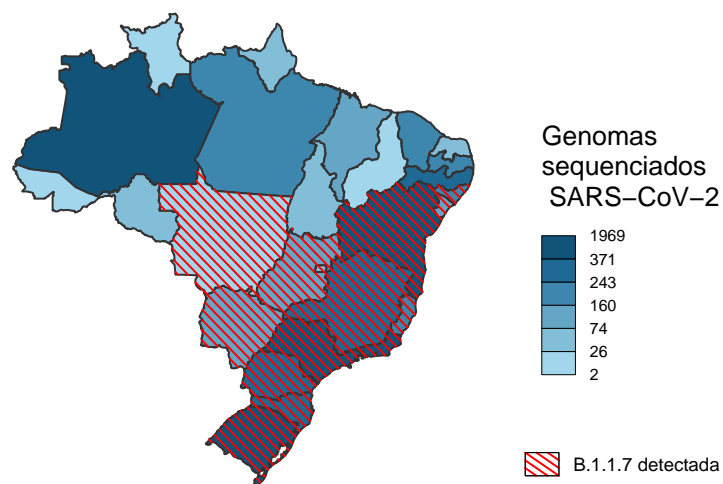 Genomas
sequenciados
SARS−CoV−2
1969
371
243
160
74
26
2
B.1.1.7 detectada